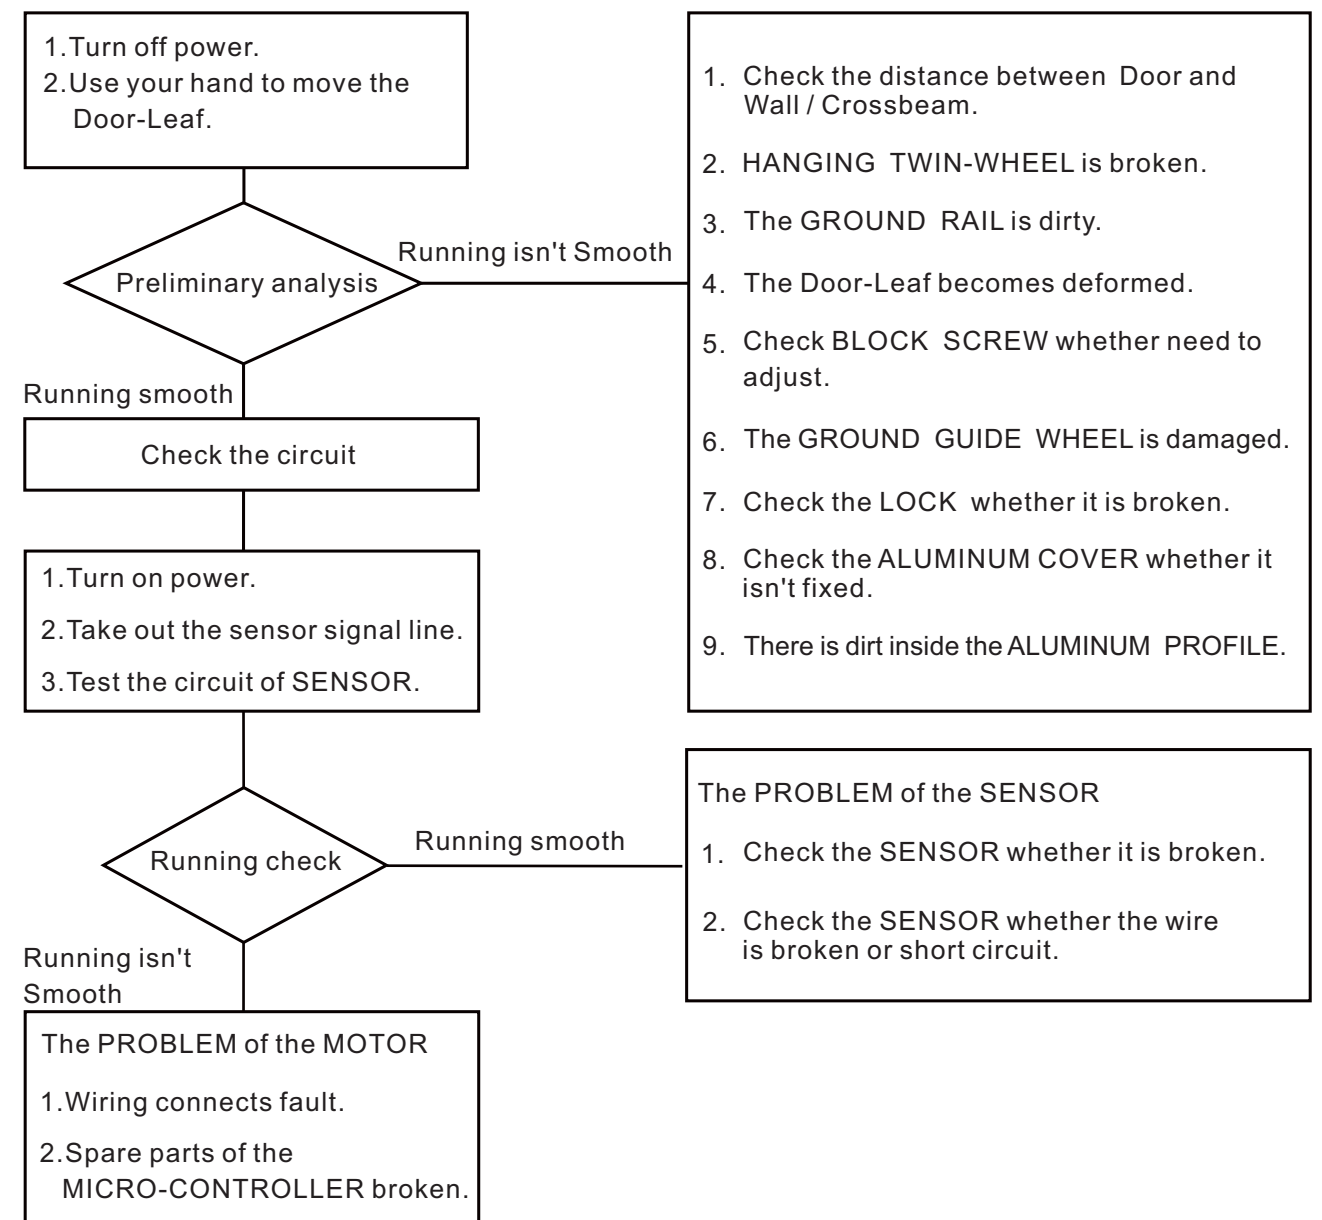 1.Turn off power.
2.Use your hand to move the
Door-Leaf.
Preliminary analysis
Running isn't Smooth
1. Check the distance between Door and
Wall / Crossbeam.
2. HANGING TWIN-WHEEL is broken.
3. The GROUND RAIL is dirty.
4. The Door-Leaf becomes deformed.
5. Check BLOCK SCREW whether need to
adjust.
6. The GROUND GUIDE WHEEL is damaged.
7. Check the LOCK whether it is broken.
8. Check the ALUMINUM COVER whether it
isn't fixed.
9. There is dirt inside the ALUMINUM PROFILE.
Running smooth
Check the circuit
1.Turn on power.
2.Take out the sensor signal line.
3.Test the circuit of SENSOR.
Running check
Running smooth
The PROBLEM of the SENSOR
1. Check the SENSOR whether it is broken.
2. Check the SENSOR whether the wire
is broken or short circuit.
Running isn't
Smooth
The PROBLEM of the MOTOR
1.Wiring connects fault.
2.Spare parts of the
MICRO-CONTROLLER broken.